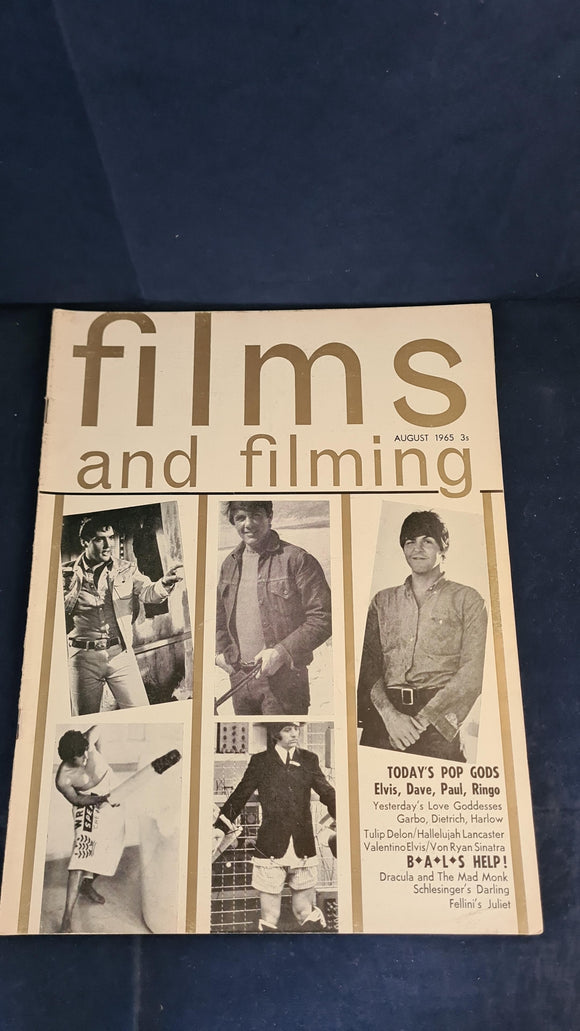 films
AUGUST 1965 3s
and filming
TODAY'S POP GODS
Elvis, Dave, Paul, Ringo
Yesterday's Love Goddesses
Garbo, Dietrich, Harlow
Tulip Delon/Hallelujah Lancaster
Valentino Elvis/Von Ryan Sinatra
B♦A♦L♦S HELP!
Dracula and The Mad Monk
Schlesinger's Darling
Fellini's Juliet